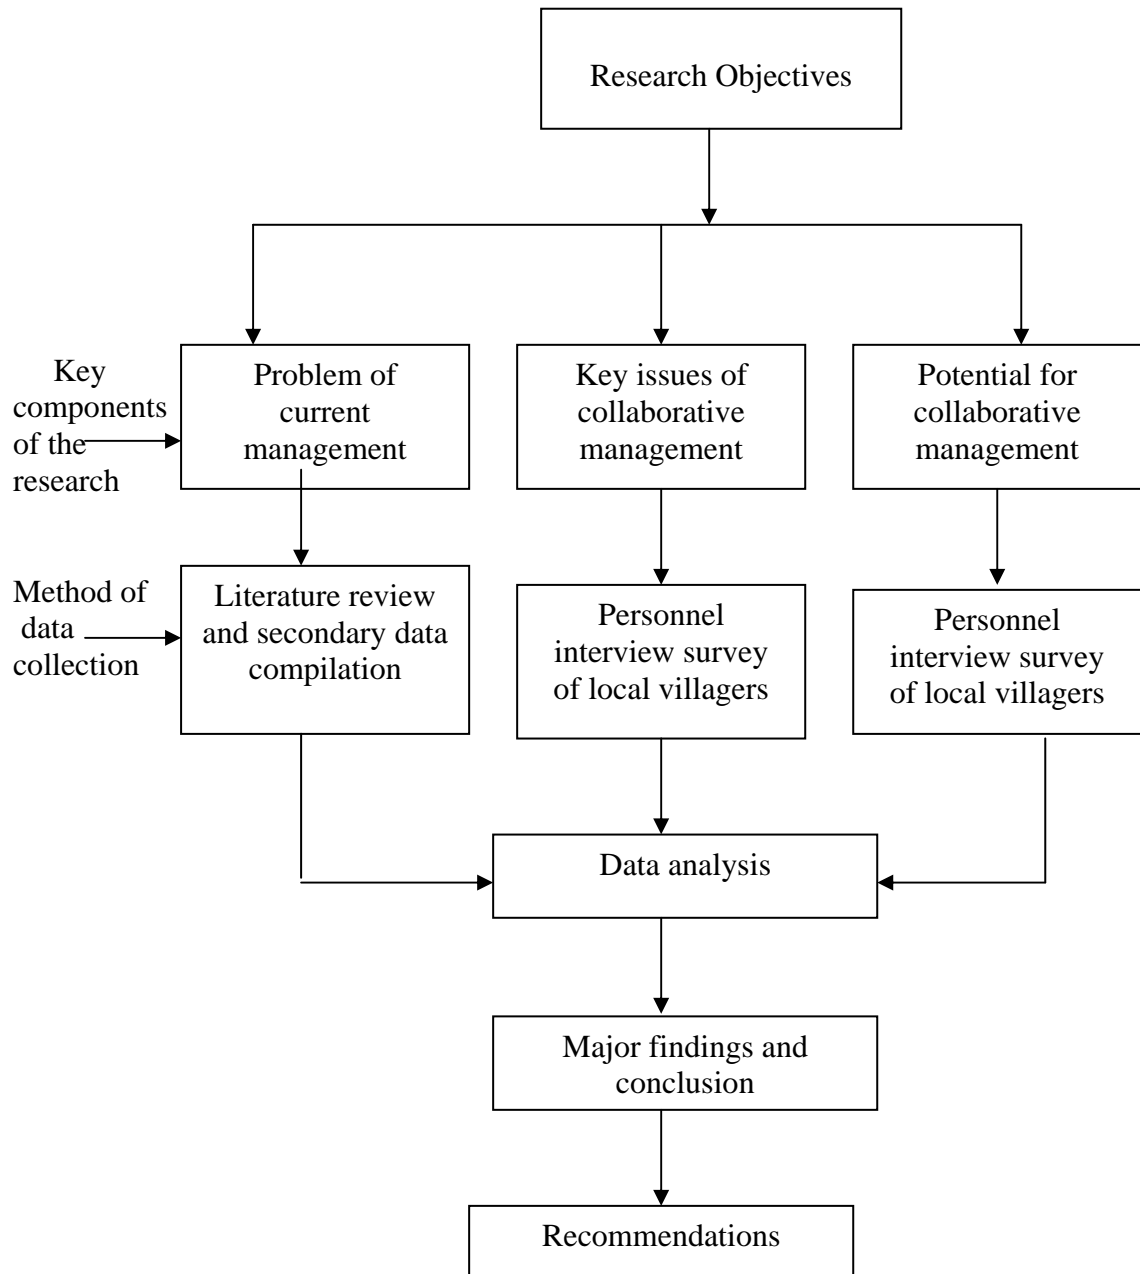 Research Objectives
Key
components
of the
research
Problem of
current
management
Key issues of
collaborative
management
Potential for
collaborative
management
Method of
data
collection
Literature review
and secondary data
compilation
Personnel
interview survey
of local villagers
Personnel
interview survey
of local villagers
Data analysis
Major findings and
conclusion
Recommendations